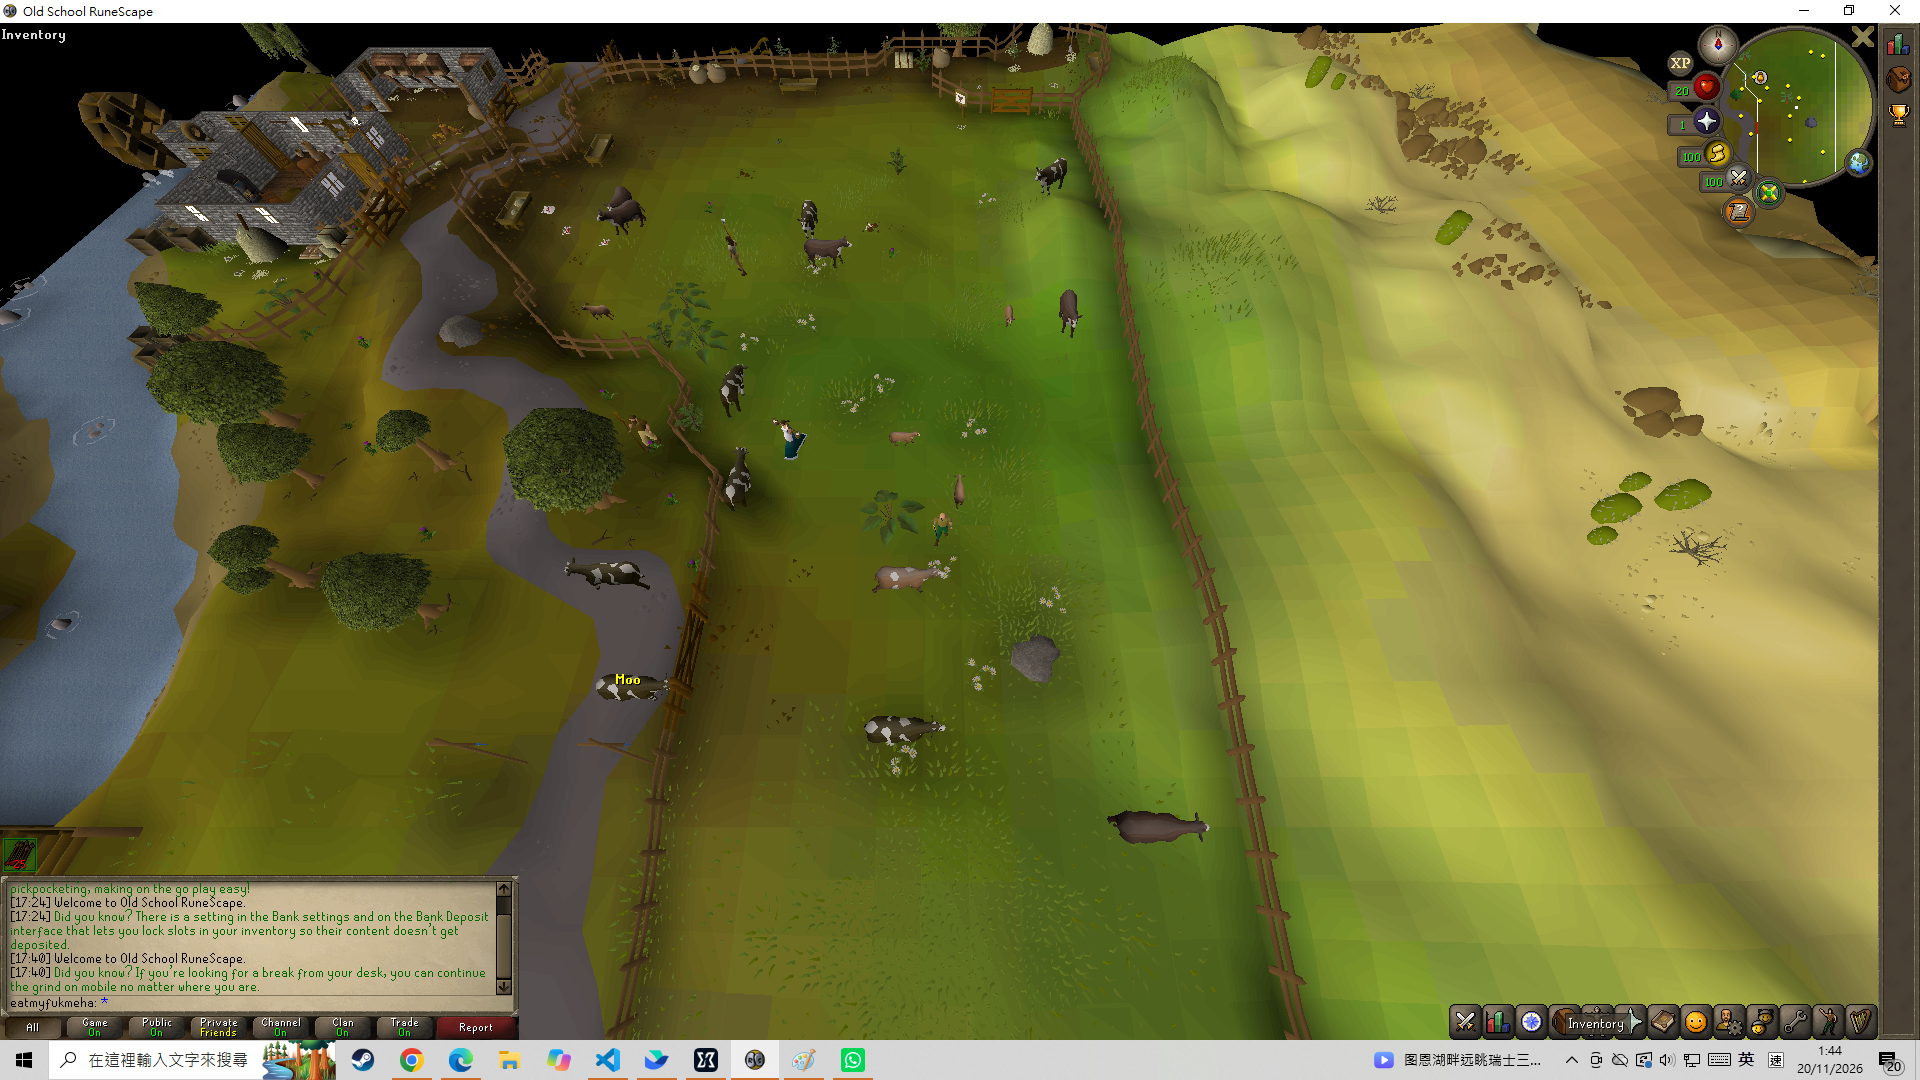 Old School RuneScape
Inventory
N
XP
20
1
100
100
Moo
25
pickpocketing, making on the go play easy!
[17:24] Welcome to Old School RuneScape.
[17:24] Did you know? There is a setting in the Bank settings and on the Bank Deposit
interface that lets you lock slots in your inventory so their content doesn't get
deposited.
[17:40] Welcome to Old School RuneScape.
[17:40] Did you know? If you're looking for a break from your desk, you can continue
the grind on mobile no matter where you are.
eatmyfukmeha: *
All
Game
On
Public
On
Private
Friends
Channel
On
Clan
On
Trade
On
Report
Inventory
在這裡輸入文字來搜尋
图恩湖畔远眺瑞士三...
英
速
1:44
20/11/2026
20